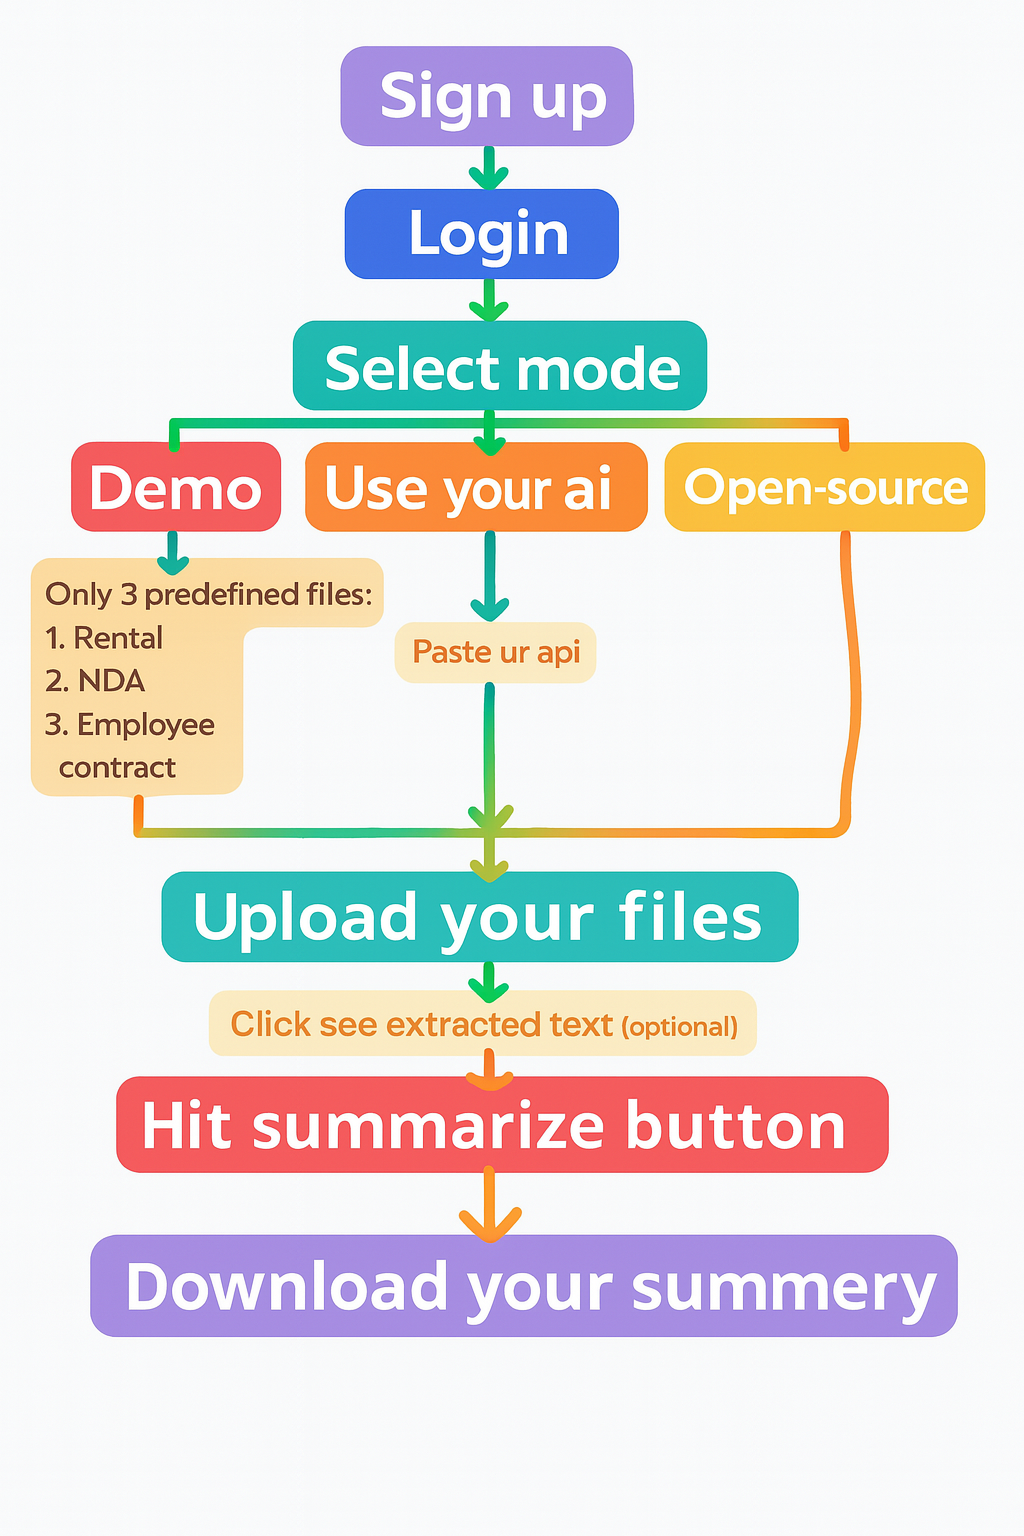 Sign up
Login
Select mode
Demo
Use your ai
Open-source
Only 3 predefined files:
1. Rental
2. NDA
3. Employee
contract
Paste ur api
Upload your files
Click see extracted text (optional)
Hit summarize button
Download your summery